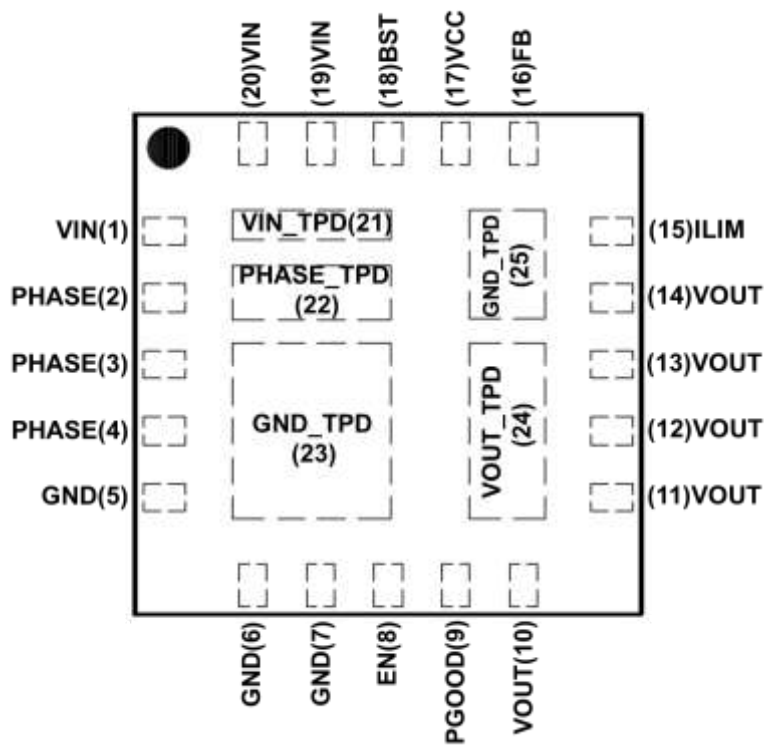 (20)VIN
(19)VIN
(18)BST
(17)VCC
(16)FB
VIN(1)
PHASE(2)
PHASE(3)
PHASE(4)
GND(5)
VIN_TPD(21)
PHASE_TPD
(22)
GND_TPD
(23)
GND_TPD
(25)
VOUT_TPD
(24)
(15)ILIM
(14)VOUT
(13)VOUT
(12)VOUT
(11)VOUT
GND(6)
GND(7)
EN(8)
PGOOD(9)
VOUT(10)